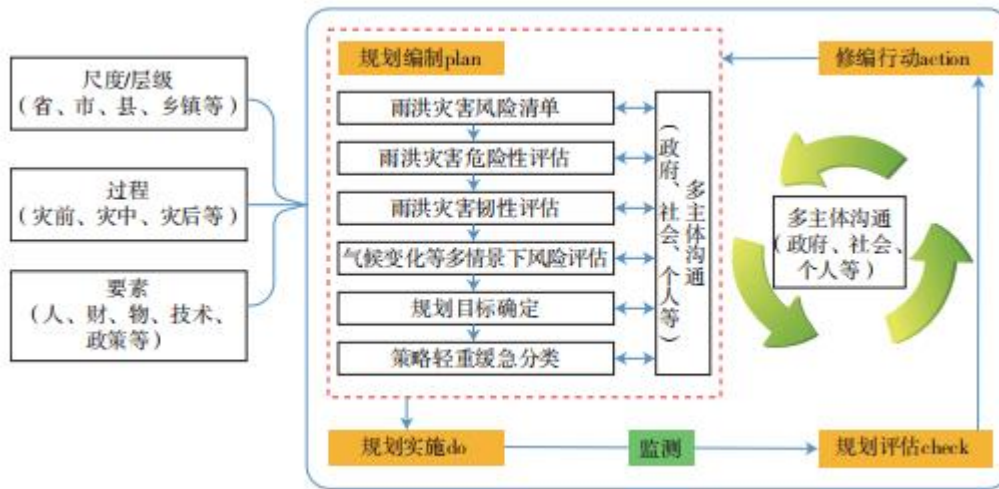 尺度/层级
（省、市、县、乡镇等）
过程
（灾前、灾中、灾后等）
要素
（人、财、物、技术、
政策等）
规划编制plan
雨洪灾害风险清单
雨洪灾害危险性评估
雨洪灾害韧性评估
气候变化等多情景下风险评估
规划目标确定
策略轻重缓急分类
多主体沟通
（政府、社会、个人等）
修编行动action
多主体沟通
（政府、社会、
个人等）
规划实施do
监测
规划评估check